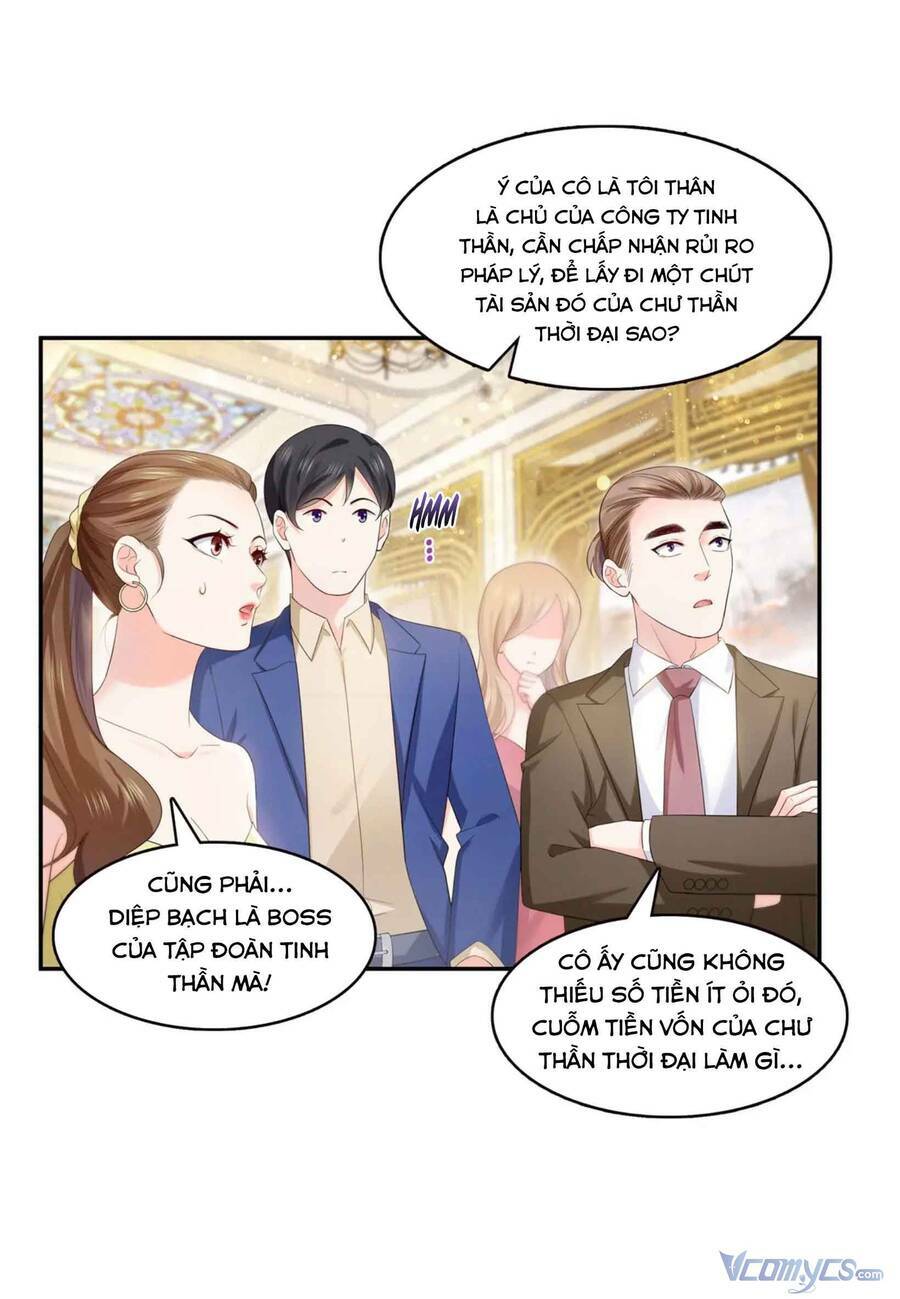 Ý CỦA CÔ LÀ TÔI THÂN
LÀ CHỦ CỦA CÔNG TY TINH
THẦN, CẦN CHẤP NHẬN RỦI RO
PHÁP LÝ, ĐỂ LẤY ĐI MỘT CHÚT
TÀI SẢN ĐÓ CỦA CHƯ THẦN
THỜI ĐẠI SAO?
HMM
...
CŨNG PHẢI...
DIỆP BẠCH LÀ BOSS
CỦA TẬP ĐOÀN TINH
THẦN MÀ!
CÔ ẤY CŨNG KHÔNG
THIẾU SỐ TIỀN ÍT ỎI ĐÓ,
CUỖM TIỀN VỐN CỦA CHƯ
THẦN THỜI ĐẠI LÀM GÌ...
Vcomycs.com